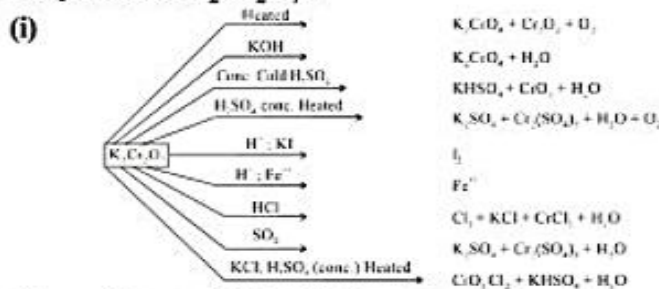 (i)
Heated K₂CrO₄ + Cr₂O₃ + O₂
KOH K₂CrO₄ + H₂O
Conc. Cold H₂SO₄ KHSO₄ + CrO₃ + H₂O
H₂SO₄ conc. Heated K₂SO₄ + Cr₂(SO₄)₃ + H₂O + O₂
K₂Cr₂O₇
H⁺ ; KI I₂
H⁺ ; Fe⁺⁺
HCl Cl₂ + KCl + CrCl₃ + H₂O
SO₂ K₂SO₄ + Cr₂(SO₄)₃ + H₂O
KCl, H₂SO₄ (conc.) Heated CrO₂Cl₂ + KHSO₄ + H₂O